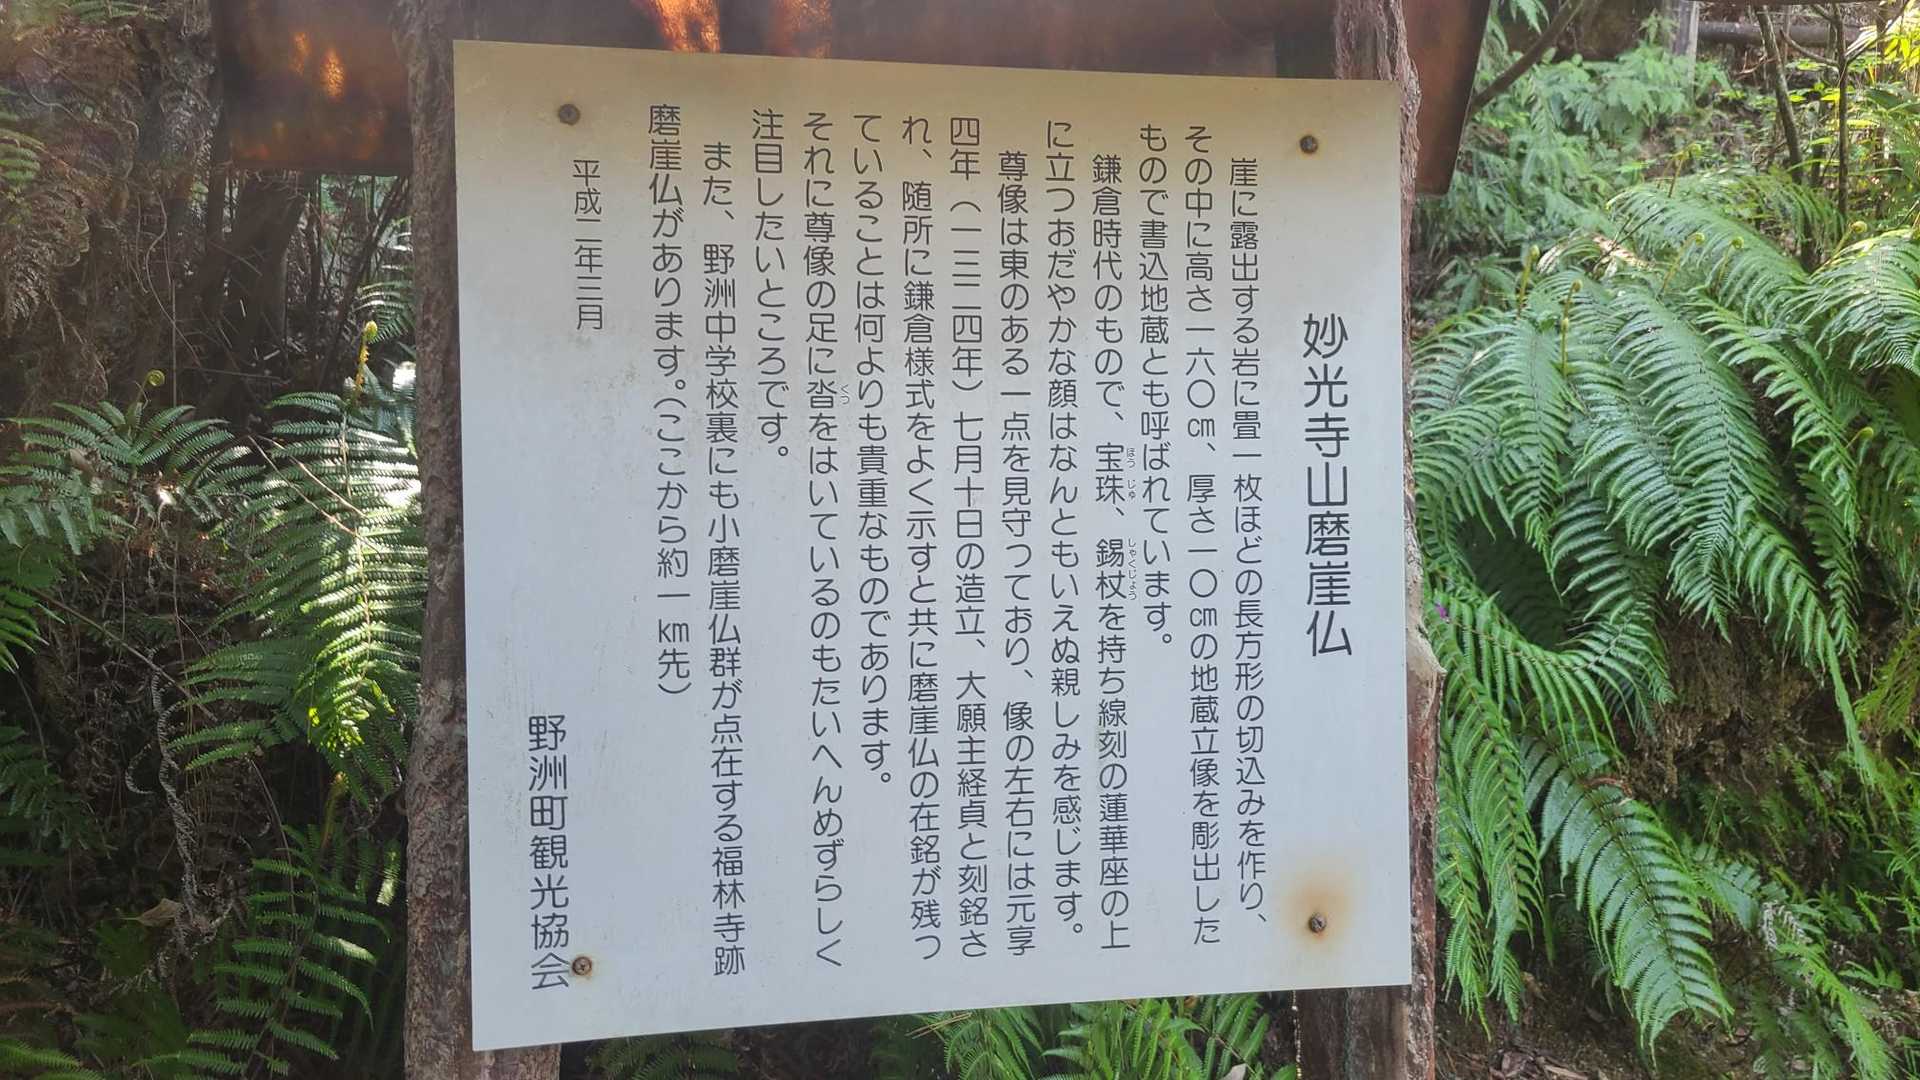 妙光寺山磨崖仏
崖に露出する岩に畳一枚ほどの長方形の切込みを作り、
その中に高さ一六〇㎝、厚さ一〇㎝の地蔵立像を彫出した
もので書込地蔵とも呼ばれています。
鎌倉時代のもので、宝珠、錫杖を持ち線刻の蓮華座の上
ほうじゅ しゃくじょう
に立つおだやかな顔はなんともいえぬ親しみを感じます。
尊像は東のある一点を見守つており、像の左右には元亨
四年（一三二四年）七月十日の造立、大願主経貞と刻銘さ
れ、随所に鎌倉様式をよく示すと共に磨崖仏の在銘が残つ
ていることは何よりも貴重なものであります。
それに尊像の足に沓をはいているのもたいへんめずらしく
くつ
注目したいところです。
また、野洲中学校裏にも小磨崖仏群が点在する福林寺跡
磨崖仏があります。（ここから約一㎞先）
平成二年三月
野洲町観光協会